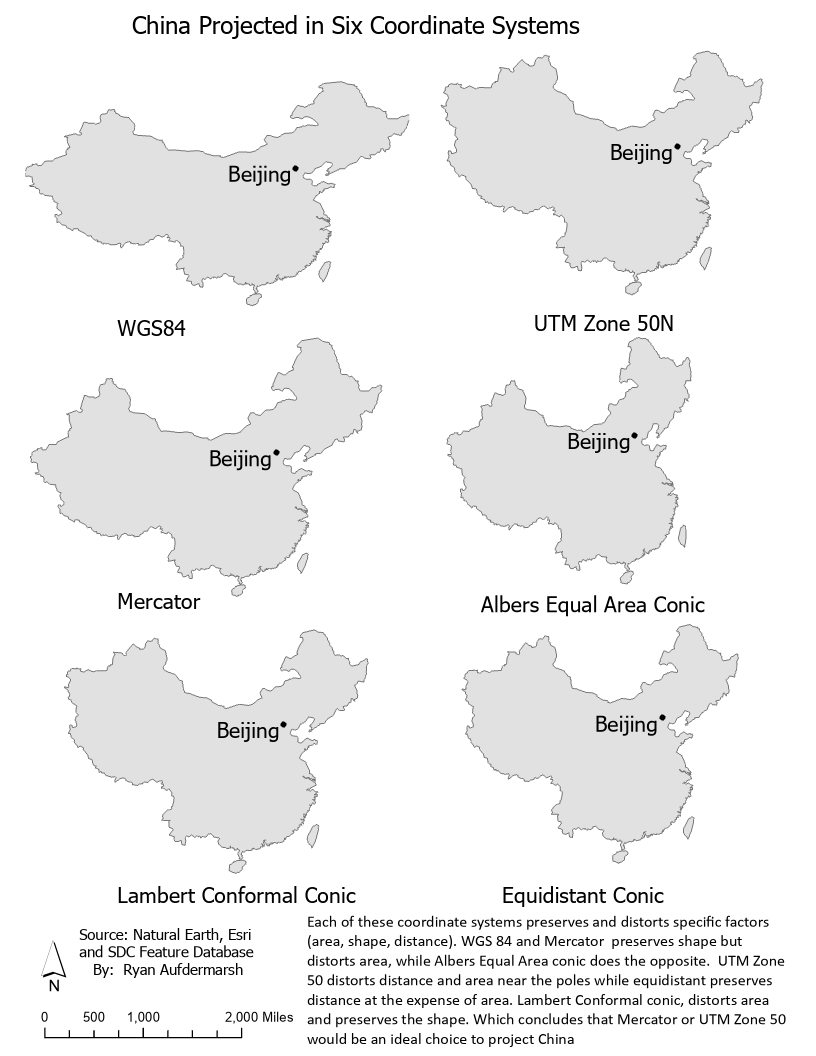 China Projected in Six Coordinate Systems
Beijing
Beijing
WGS84
UTM Zone 50N
Beijing
Beijing
Mercator
Albers Equal Area Conic
Beijing
Beijing
Lambert Conformal Conic
Equidistant Conic
Source: Natural Earth, Esri
and SDC Feature Database
By: Ryan Aufdermarsh
N
0 500 1,000 2,000 Miles
Each of these coordinate systems preserves and distorts specific factors
(area, shape, distance). WGS 84 and Mercator preserves shape but
distorts area, while Albers Equal Area conic does the opposite. UTM Zone
50 distorts distance and area near the poles while equidistant preserves
distance at the expense of area. Lambert Conformal conic, distorts area
and preserves the shape. Which concludes that Mercator or UTM Zone 50
would be an ideal choice to project China